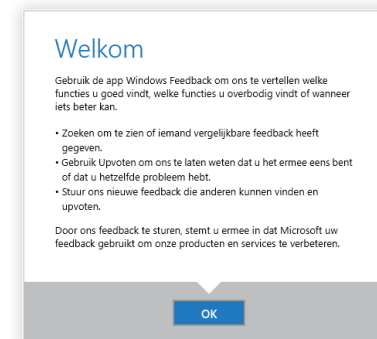 Welkom
Gebruik de app Windows Feedback om ons te vertellen welke
functies u goed vindt, welke functies u overbodig vindt of wanneer
iets beter kan.
• Zoeken om te zien of iemand vergelijkbare feedback heeft
gegeven.
• Gebruik Upvoten om ons te laten weten dat u het ermee eens bent
of dat u hetzelfde probleem hebt.
• Stuur ons nieuwe feedback die anderen kunnen vinden en
upvoten.
Door ons feedback te sturen, stemt u ermee in dat Microsoft uw
feedback gebruikt om onze producten en services te verbeteren.
OK